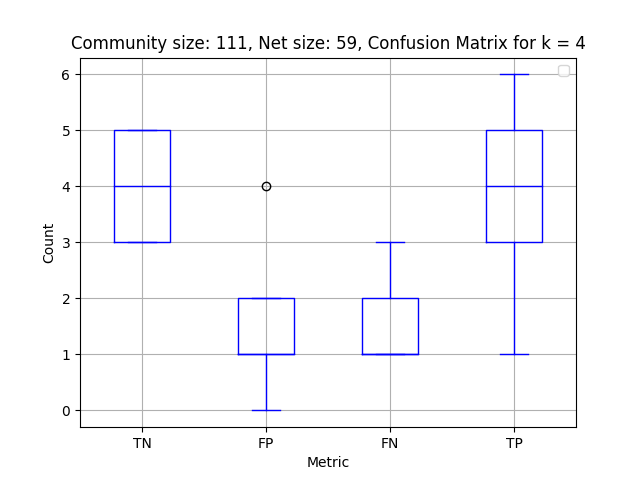 Community size: 111, Net size: 59, Confusion Matrix for k = 4
6
5
4
3
2
1
0
Count
TN FP FN TP
Metric